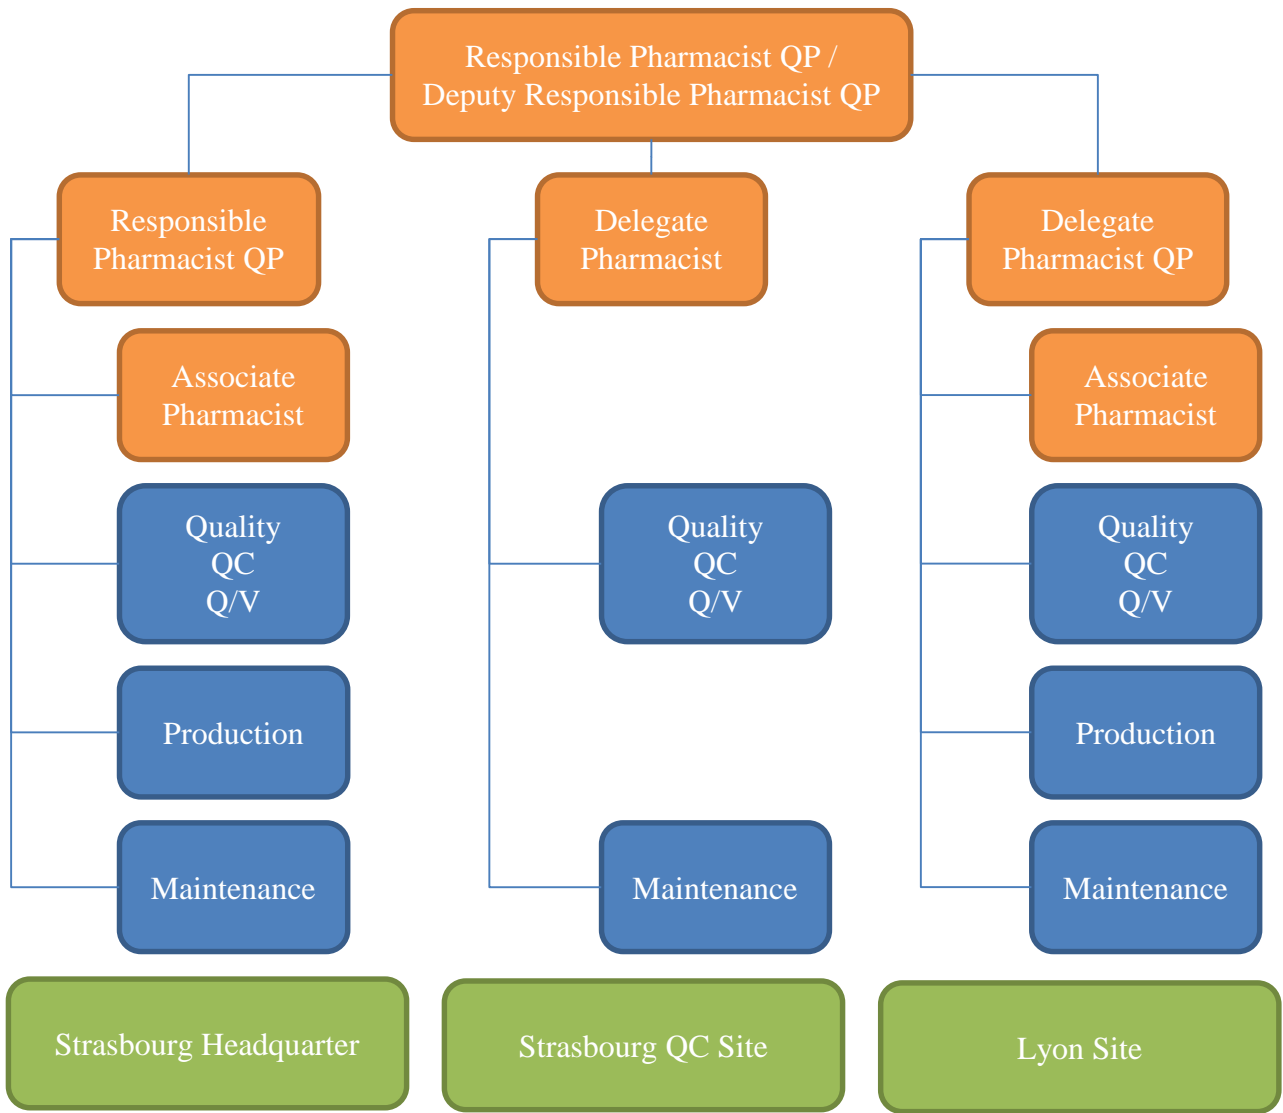 Responsible Pharmacist QP /
Deputy Responsible Pharmacist QP
Responsible
Pharmacist QP
Delegate
Pharmacist
Delegate
Pharmacist QP
Associate
Pharmacist
Associate
Pharmacist
Quality
QC
Q/V
Quality
QC
Q/V
Quality
QC
Q/V
Production
Production
Maintenance
Maintenance
Maintenance
Strasbourg Headquarter
Strasbourg QC Site
Lyon Site